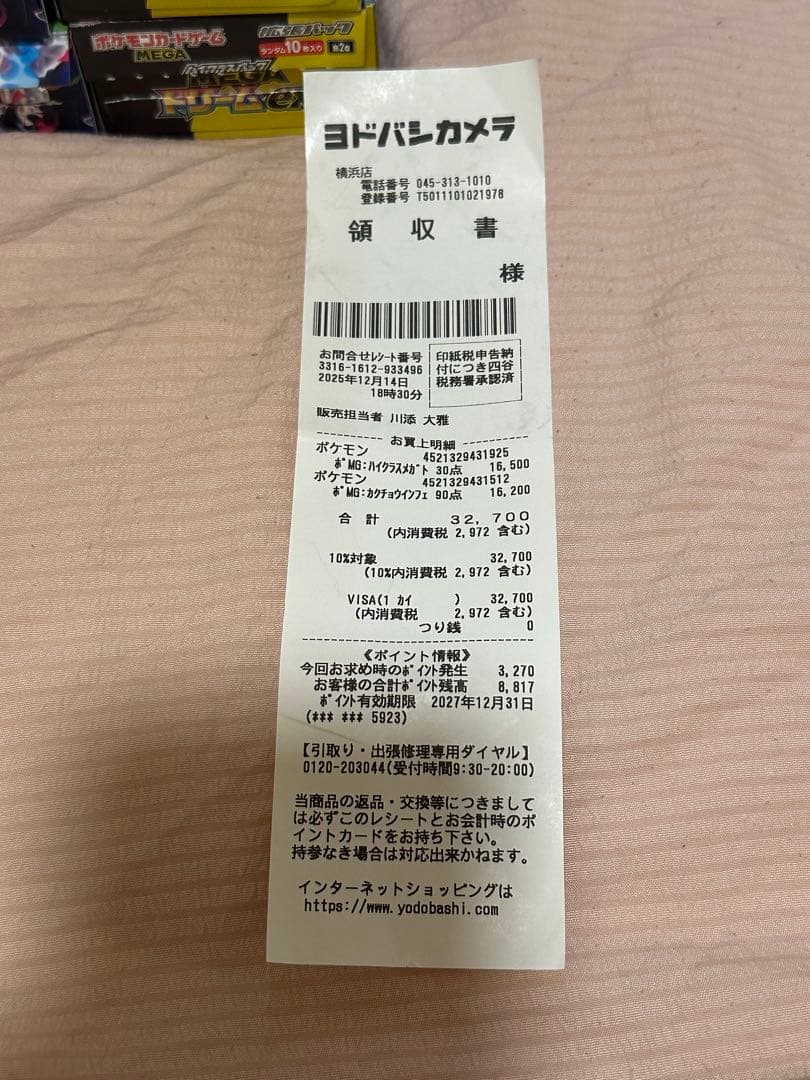 ポケモンカードゲーム
MEGA
拡張パック
ランダム10枚入り
全2台
ハイクラスパック
MEGA
ドリームex
ヨドバシカメラ
横浜店
電話番号 045-313-1010
登録番号 T5011101021978
領 収 書
様
お問合せレシート番号
3316-1612-933496
2025年12月14日
18時30分
印紙税申告納
付につき四谷
税務署承認済
販売担当者 川添 大雅
お買上明細
ポケモン 4521329431925
ポMG:ハイクラスメガト 30点 16,500
ポケモン 4521329431512
ポMG:カクチョウインフェ 90点 16,200
合 計 32,700
(内消費税 2,972 含む)
10%対象 32,700
(10%内消費税 2,972 含む)
VISA(1 カイ ) 32,700
(内消費税 2,972 含む)
つり銭 0
《ポイント情報》
今回お求め時のポイント発生 3,270
お客様の合計ポイント残高 8,817
ポイント有効期限 2027年12月31日
(*** *** 5923)
【引取り・出張修理専用ダイヤル】
0120-203044(受付時間9:30-20:00)
当商品の返品・交換等につきまして
は必ずこのレシートとお会計時のポ
イントカードをお持ち下さい。
持参なき場合は対応出来かねます。
インターネットショッピングは
https://www.yodobashi.com